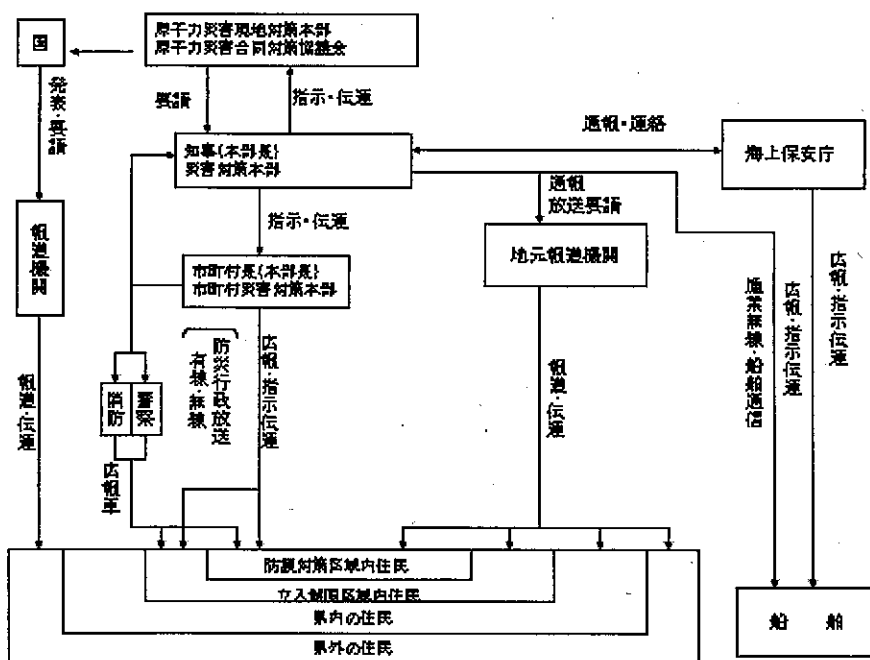 国
原子力災害現地対策本部
原子力災害合同対策協議会
発表・要請
要請
指示・伝達
通報・連絡
知事(本部長)
災害対策本部
海上保安庁
通報
放送要請
指示・伝達
報道機関
地元報道機関
市町村長(本部長)
市町村災害対策本部
広報・指示伝達
漁業無線・船舶通信
広報・指示伝達
防災行政放送
有線・無線
広報・指示伝達
報道・伝達
消防
警察
報道・伝達
広報車
防護対策区域内住民
立入制限区域内住民
県内の住民
県外の住民
船舶